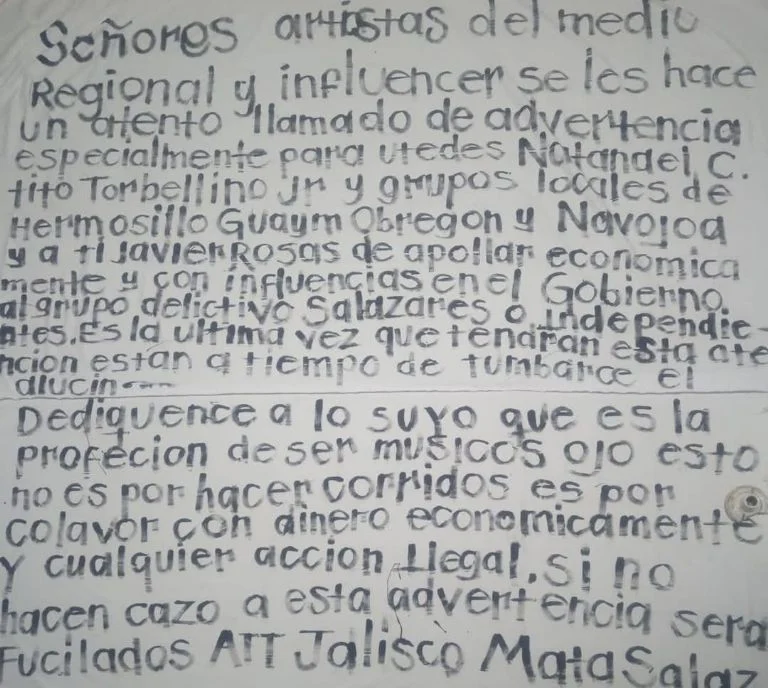 Señores artistas del medio
Regional y influencer se les hace
un atento llamado de advertencia
especialmente para utedes Natanael C.
tito Torbellino Jr y grupos locales de
Hermosillo Guaym Obregon y Navojoa
y a ti Javier Rosas de apollar economica
mente y con influencias en el Gobierno.
al grupo delictivo Salazares o independie-
ntes. Es la ultima vez que tendran esta ate
ncion estan a tiempo de tumbarce el
alucin
Dediquence a lo suyo que es la
profecion de ser musicos ojo esto
no es por hacer corridos es por
colavor con dinero economicamente
y cualquier accion ilegal. si no
hacen cazo a esta advertencia sera
Fucilados ATT Jalisco Mata Salaz